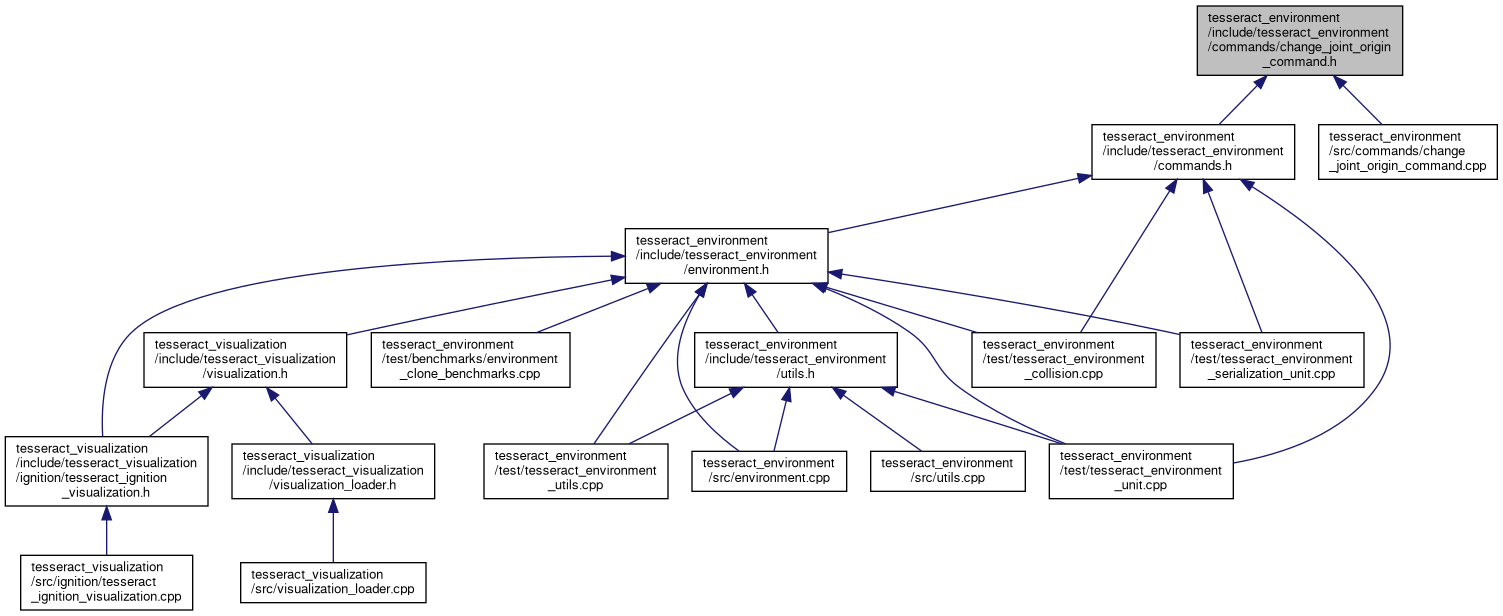 tesseract_environment
/include/tesseract_environment
/commands/change_joint_origin
_command.h
tesseract_environment
/include/tesseract_environment
/commands.h
tesseract_environment
/src/commands/change
_joint_origin_command.cpp
tesseract_environment
/include/tesseract_environment
/environment.h
tesseract_visualization
/include/tesseract_visualization
/visualization.h
tesseract_environment
/test/benchmarks/environment
_clone_benchmarks.cpp
tesseract_environment
/include/tesseract_environment
/utils.h
tesseract_environment
/test/tesseract_environment
_collision.cpp
tesseract_environment
/test/tesseract_environment
_serialization_unit.cpp
tesseract_visualization
/include/tesseract_visualization
/ignition/tesseract_ignition
_visualization.h
tesseract_visualization
/include/tesseract_visualization
/visualization_loader.h
tesseract_environment
/test/tesseract_environment
_utils.cpp
tesseract_environment
/src/environment.cpp
tesseract_environment
/src/utils.cpp
tesseract_environment
/test/tesseract_environment
_unit.cpp
tesseract_visualization
/src/ignition/tesseract
_ignition_visualization.cpp
tesseract_visualization
/src/visualization_loader.cpp